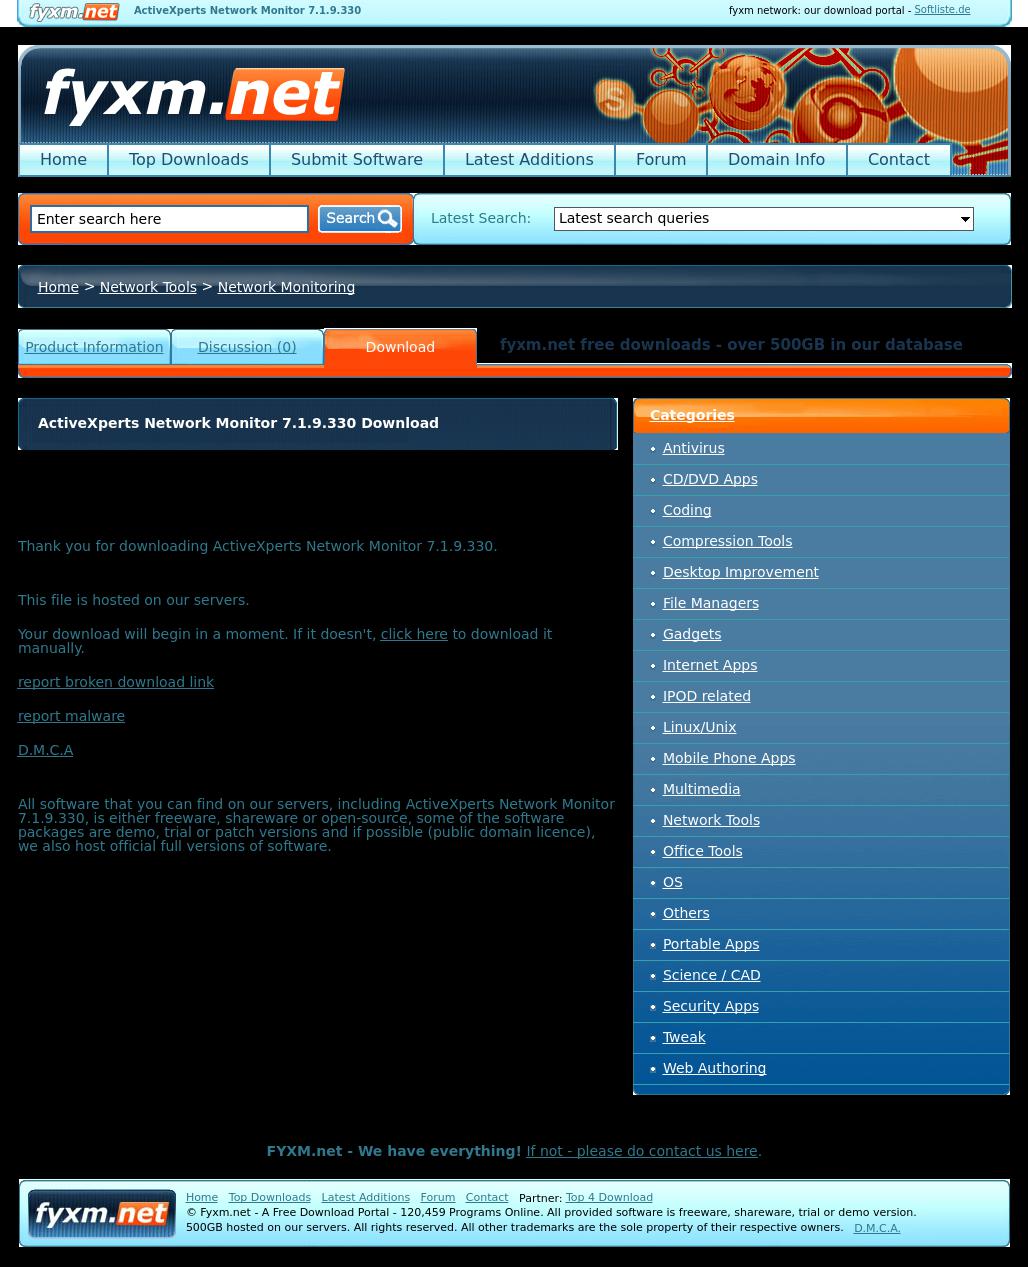 fyxm.net ActiveXperts Network Monitor 7.1.9.330 fyxm network: our download portal - Softliste.de
fyxm.net
S
Home Top Downloads Submit Software Latest Additions Forum Domain Info Contact
Enter search here Search Latest Search: Latest search queries
Home > Network Tools > Network Monitoring
Product Information Discussion (0) Download fyxm.net free downloads - over 500GB in our database
ActiveXperts Network Monitor 7.1.9.330 Download
Thank you for downloading ActiveXperts Network Monitor 7.1.9.330.
This file is hosted on our servers.
Your download will begin in a moment. If it doesn't, click here to download it
manually.
report broken download link
report malware
D.M.C.A
All software that you can find on our servers, including ActiveXperts Network Monitor
7.1.9.330, is either freeware, shareware or open-source, some of the software
packages are demo, trial or patch versions and if possible (public domain licence),
we also host official full versions of software.
Categories
Antivirus
CD/DVD Apps
Coding
Compression Tools
Desktop Improvement
File Managers
Gadgets
Internet Apps
IPOD related
Linux/Unix
Mobile Phone Apps
Multimedia
Network Tools
Office Tools
OS
Others
Portable Apps
Science / CAD
Security Apps
Tweak
Web Authoring
FYXM.net - We have everything! If not - please do contact us here.
fyxm.net
Home Top Downloads Latest Additions Forum Contact Partner: Top 4 Download
© Fyxm.net - A Free Download Portal - 120,459 Programs Online. All provided software is freeware, shareware, trial or demo version.
500GB hosted on our servers. All rights reserved. All other trademarks are the sole property of their respective owners. D.M.C.A.